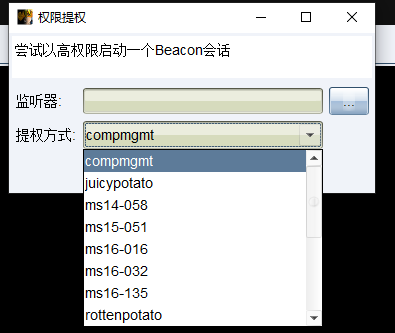 权限提权
尝试以高权限启动一个Beacon会话
监听器:
...
提权方式: compmgmt
compmgmt
juicypotato
ms14-058
ms15-051
ms16-016
ms16-032
ms16-135
rottenpotato